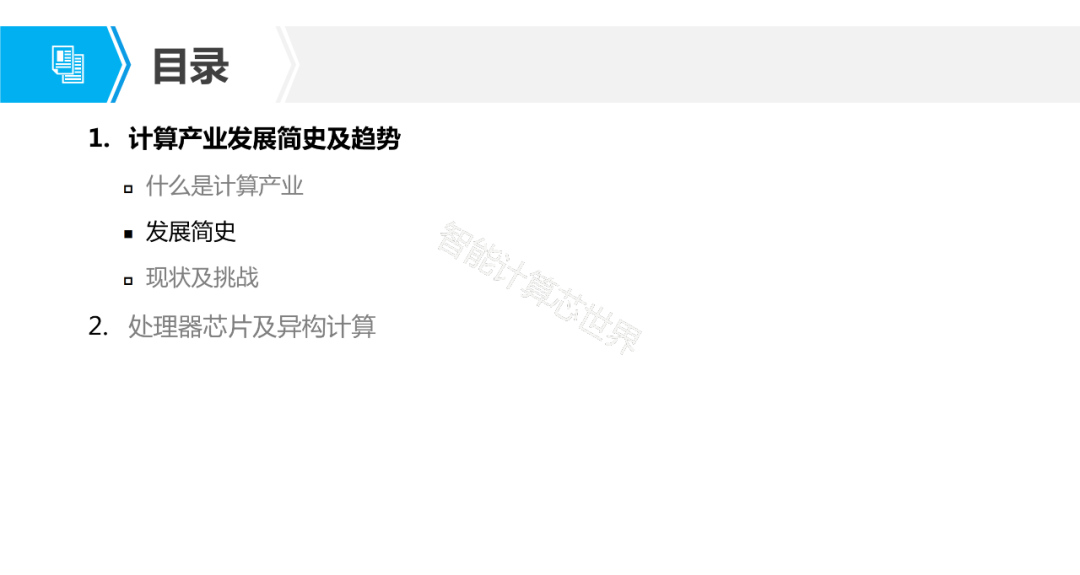 目录
1. 计算产业发展简史及趋势
什么是计算产业
发展简史
现状及挑战
2. 处理器芯片及异构计算
智能计算芯世界